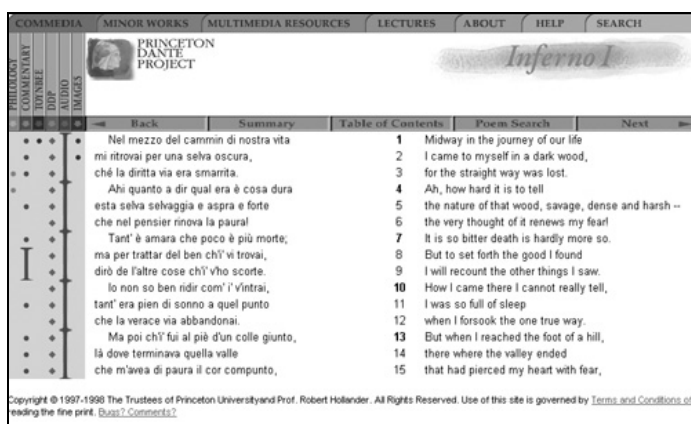 COMMEDIA MINOR WORKS MULTIMEDIA RESOURCES LECTURES ABOUT HELP SEARCH
PHILOLOGY
COMMENTARY
TOYNBEE
DDP
AUDIO
IMAGES
PRINCETON
DANTE
PROJECT
Inferno I
Back Summary Table of Contents Poem Search Next
Nel mezzo del cammin di nostra vita 1 Midway in the journey of our life
mi ritrovai per una selva oscura, 2 I came to myself in a dark wood,
ché la diritta via era smarrita. 3 for the straight way was lost.
Ahi quanto a dir qual era è cosa dura 4 Ah, how hard it is to tell
esta selva selvaggia e aspra e forte 5 the nature of that wood, savage, dense and harsh --
che nel pensier rinova la paura! 6 the very thought of it renews my fear!
Tant' è amara che poco è più morte; 7 It is so bitter death is hardly more so.
ma per trattar del ben ch'i' vi trovai, 8 But to set forth the good I found
dirò de l'altre cose ch'i' v'ho scorte. 9 I will recount the other things I saw.
Io non so ben ridir com' i' v'intrai, 10 How I came there I cannot really tell,
tant' era pien di sonno a quel punto 11 I was so full of sleep
che la verace via abbandonai. 12 when I forsook the one true way.
Ma poi ch'i' fui al piè d'un colle giunto, 13 But when I reached the foot of a hill,
là dove terminava quella valle 14 there where the valley ended
che m'avea di paura il cor compunto, 15 that had pierced my heart with fear,
Copyright © 1997-1998 The Trustees of Princeton Universityand Prof. Robert Hollander. All Rights Reserved. Use of this site is governed by Terms and Conditions of
reading the fine print. Bugs? Comments?